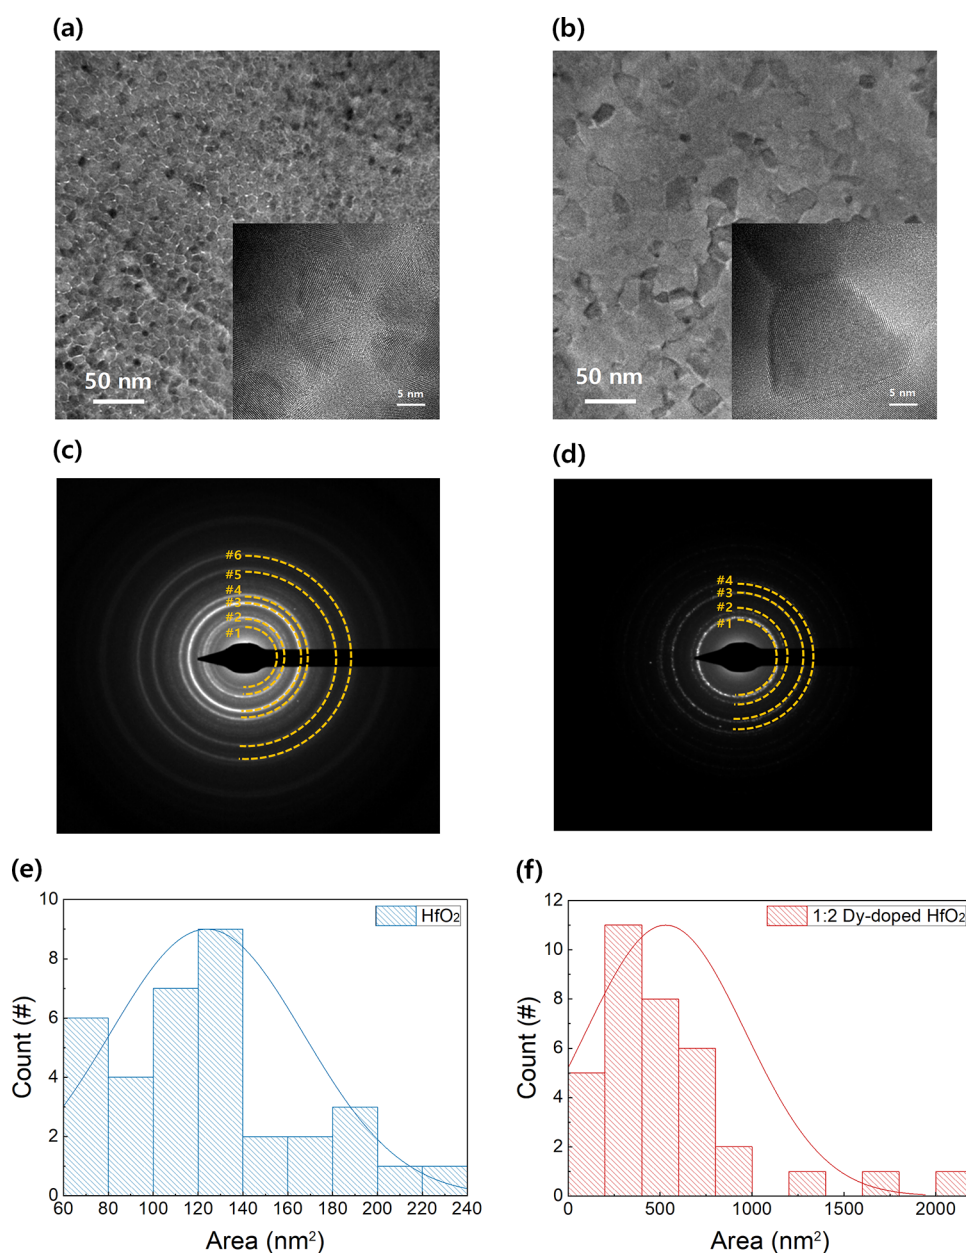 (a)
(b)
50 nm
5 nm
50 nm
5 nm
(c)
(d)
#6
#5
#4
#3
#2
#1
#4
#3
#2
#1
(e)
(f)
10
8
6
4
2
0
Count (#)
HfO₂
60 80 100 120 140 160 180 200 220 240
Area (nm²)
12
10
8
6
4
2
0
Count (#)
1:2 Dy-doped HfO₂
0 500 1000 1500 2000
Area (nm²)